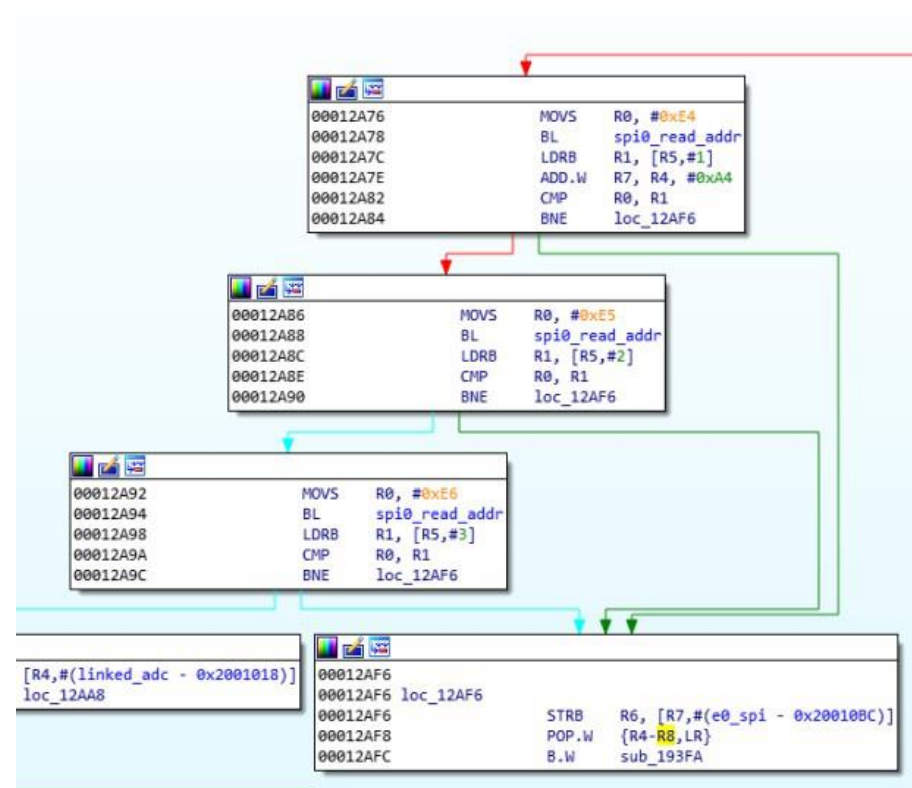 00012A76 MOVS R0, #0xE4
00012A78 BL spi0_read_addr
00012A7C LDRB R1, [R5,#1]
00012A7E ADD.W R7, R4, #0xA4
00012A82 CMP R0, R1
00012A84 BNE loc_12AF6
00012A86 MOVS R0, #0xE5
00012A88 BL spi0_read_addr
00012A8C LDRB R1, [R5,#2]
00012A8E CMP R0, R1
00012A90 BNE loc_12AF6
00012A92 MOVS R0, #0xE6
00012A94 BL spi0_read_addr
00012A98 LDRB R1, [R5,#3]
00012A9A CMP R0, R1
00012A9C BNE loc_12AF6
[R4,#(linked_adc - 0x2001018)]
loc_12AA8
00012AF6
00012AF6 loc_12AF6
00012AF6 STRB R6, [R7,#(e0_spi - 0x20010BC)]
00012AF8 POP.W {R4-R8,LR}
00012AFC B.W sub_193FA